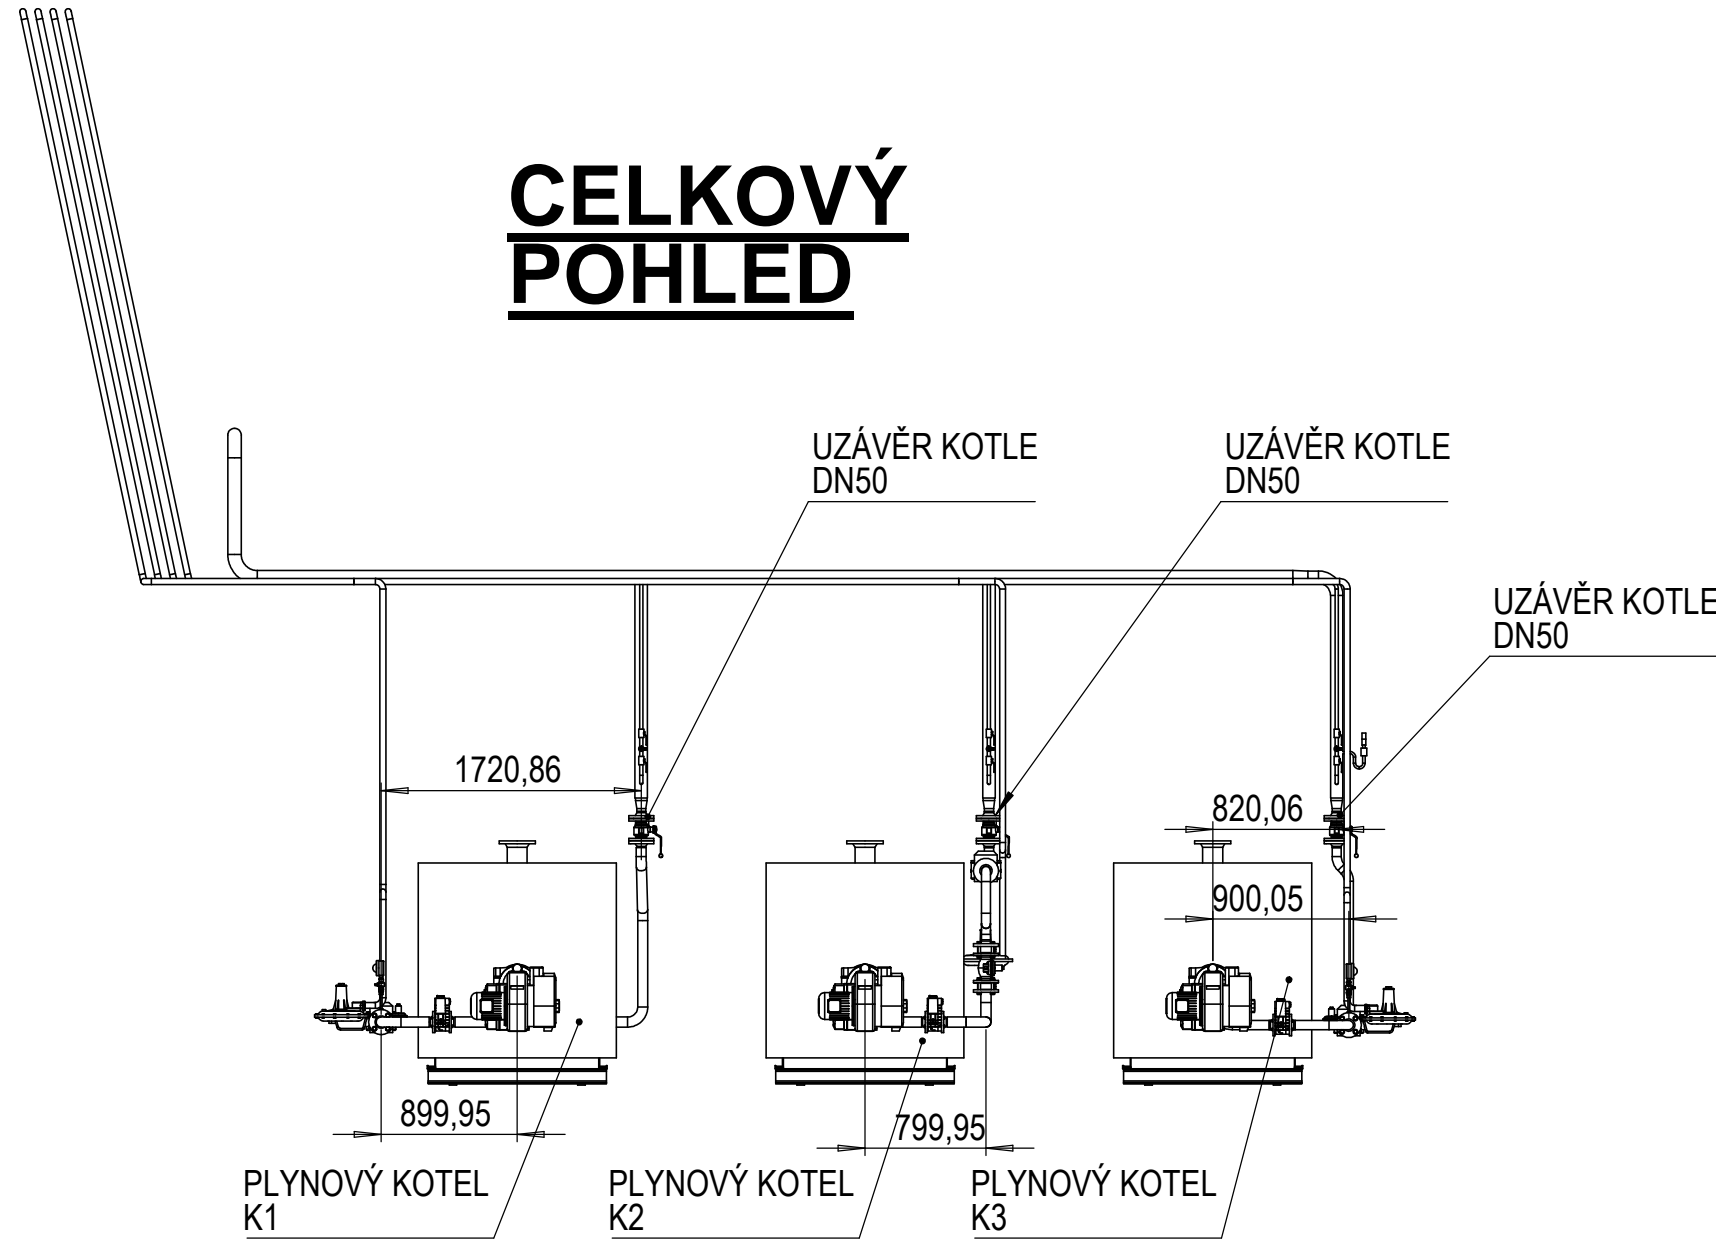 CELKOVÝ
POHLED
UZÁVĚR KOTLE
DN50
UZÁVĚR KOTLE
DN50
UZÁVĚR KOTLE
DN50
1720,86
820,06
900,05
899,95
799,95
PLYNOVÝ KOTEL
K1
PLYNOVÝ KOTEL
K2
PLYNOVÝ KOTEL
K3